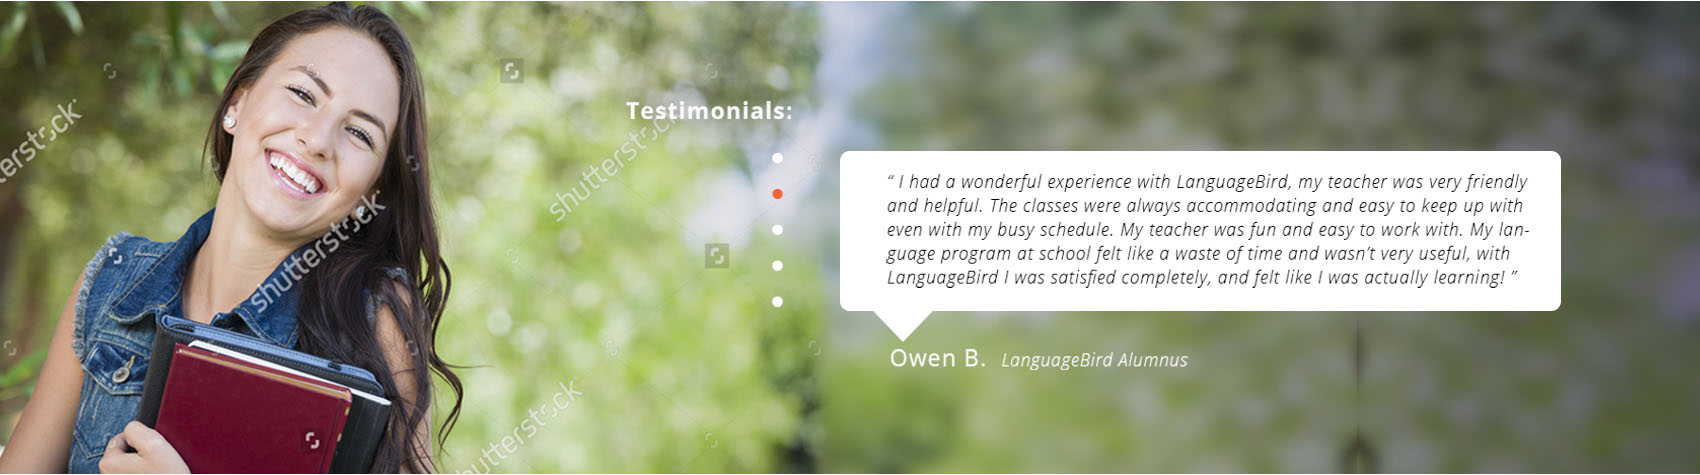 Testimonials:
“ I had a wonderful experience with LanguageBird, my teacher was very friendly
and helpful. The classes were always accommodating and easy to keep up with
even with my busy schedule. My teacher was fun and easy to work with. My lan-
guage program at school felt like a waste of time and wasn’t very useful, with
LanguageBird I was satisfied completely, and felt like I was actually learning! ”
Owen B. LanguageBird Alumnus
shutterstock
shutterstock
shutterstock
shutterstock